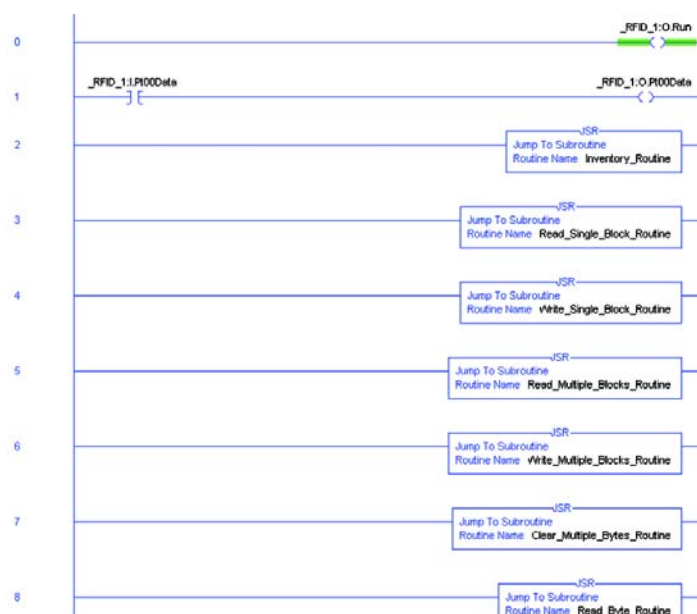 _RFID_1:O.Run
0
_RFID_1:I.Pt00Data
_RFID_1:O.Pt00Data
1
JSR
2
Jump To Subroutine
Routine Name Inventory_Routine
JSR
3
Jump To Subroutine
Routine Name Read_Single_Block_Routine
JSR
4
Jump To Subroutine
Routine Name Write_Single_Block_Routine
JSR
5
Jump To Subroutine
Routine Name Read_Multiple_Blocks_Routine
JSR
6
Jump To Subroutine
Routine Name Write_Multiple_Blocks_Routine
JSR
7
Jump To Subroutine
Routine Name Clear_Multiple_Bytes_Routine
JSR
8
Jump To Subroutine
Routine Name Read_Byte_Routine